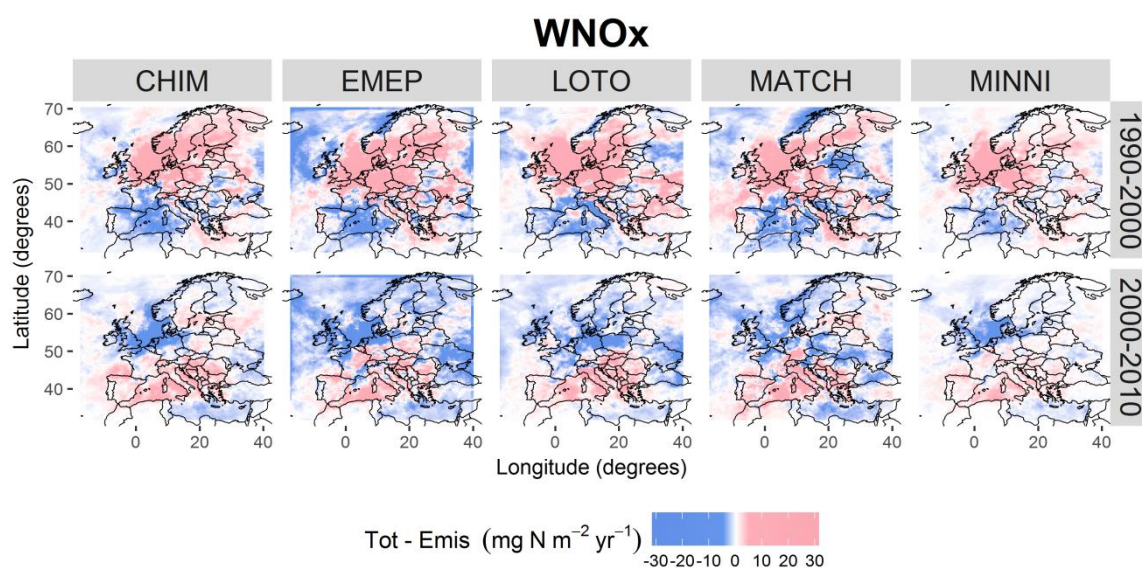 WNOx
CHIM EMEP LOTO MATCH MINNI
70
60
50
40
1990-2000
Latitude (degrees)
70
60
50
40
2000-2010
0 20 40 0 20 40 0 20 40 0 20 40 0 20 40
Longitude (degrees)
Tot - Emis (mg N m−2 yr−1)
-30 -20 -10 0 10 20 30